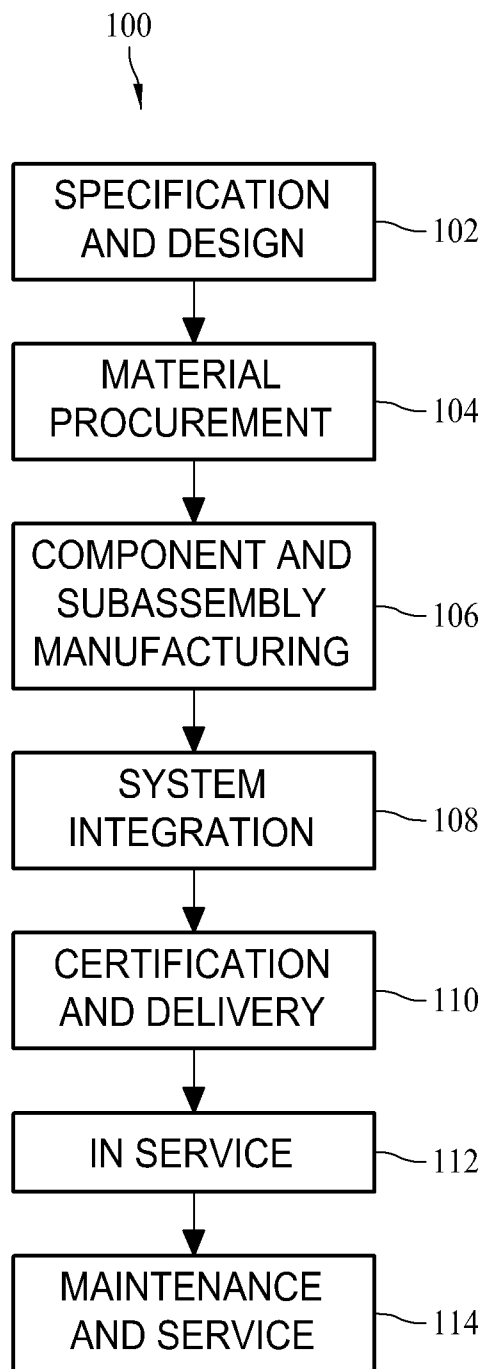 100
SPECIFICATION
AND DESIGN
102
MATERIAL
PROCUREMENT
104
COMPONENT AND
SUBASSEMBLY
MANUFACTURING
106
SYSTEM
INTEGRATION
108
CERTIFICATION
AND DELIVERY
110
IN SERVICE
112
MAINTENANCE
AND SERVICE
114